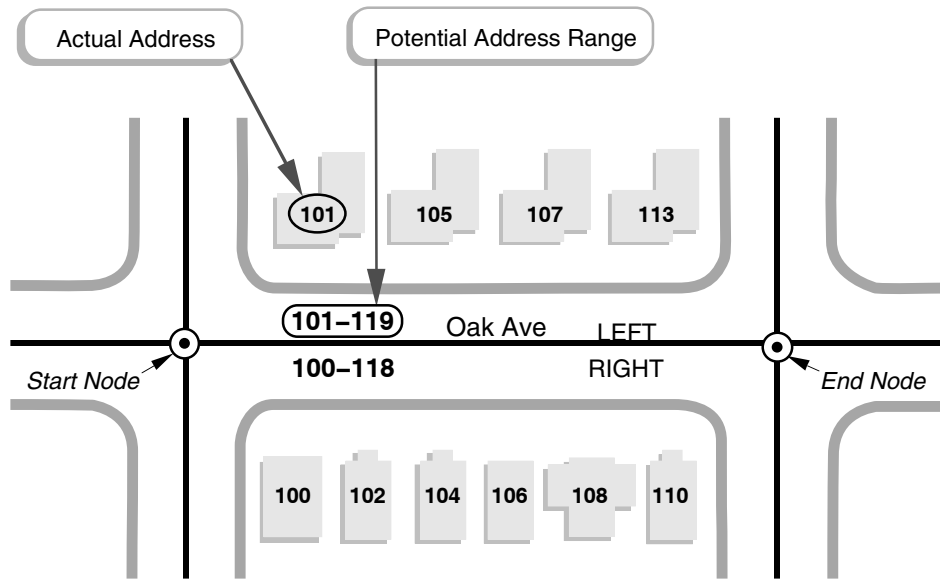 Actual Address
Potential Address Range
101
105
107
113
101–119
Oak Ave
LEFT
100–118
RIGHT
Start Node
End Node
100
102
104
106
108
110